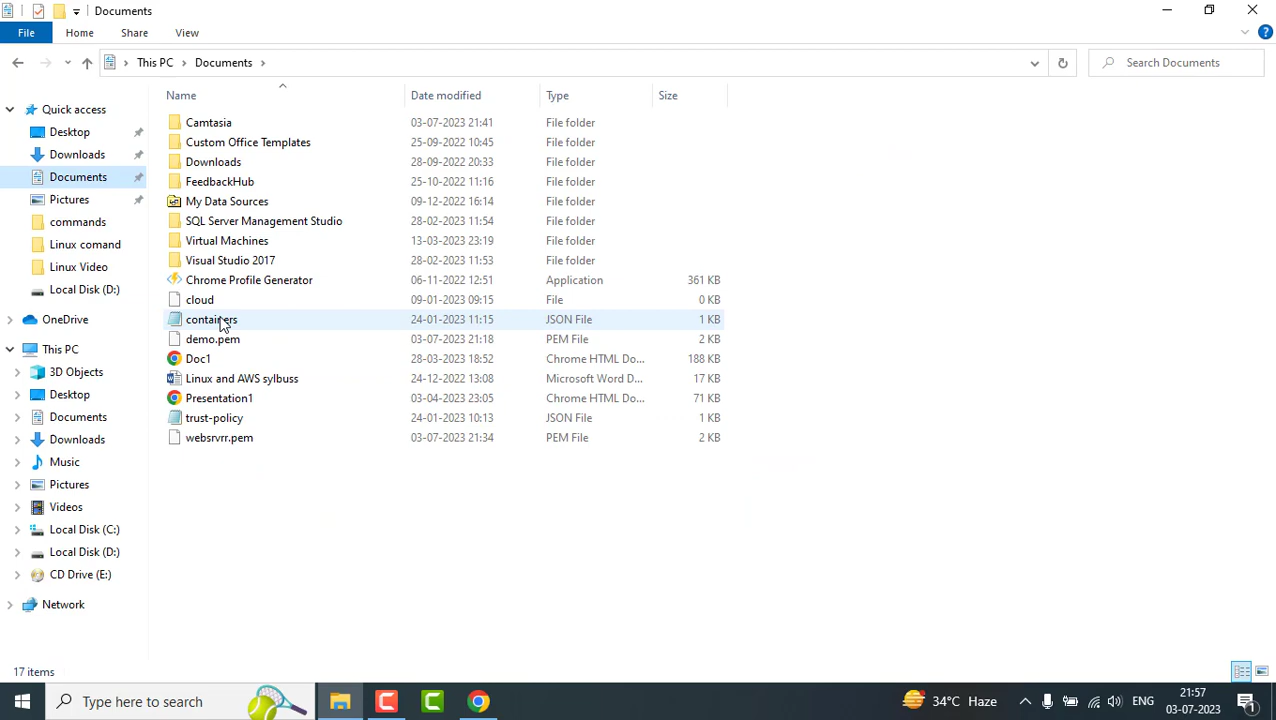 Documents
File Home Share View
This PC Documents Search Documents
Name Date modified Type Size
Quick access
Desktop
Downloads
Documents
Pictures
commands
Linux comand
Linux Video
Local Disk (D:)
OneDrive
This PC
3D Objects
Desktop
Documents
Downloads
Music
Pictures
Videos
Local Disk (C:)
Local Disk (D:)
CD Drive (E:)
Network
Camtasia 03-07-2023 21:41 File folder
Custom Office Templates 25-09-2022 10:45 File folder
Downloads 28-09-2022 20:33 File folder
FeedbackHub 25-10-2022 11:16 File folder
My Data Sources 09-12-2022 16:14 File folder
SQL Server Management Studio 28-02-2023 11:54 File folder
Virtual Machines 13-03-2023 23:19 File folder
Visual Studio 2017 28-02-2023 11:53 File folder
Chrome Profile Generator 06-11-2022 12:51 Application 361 KB
cloud 09-01-2023 09:15 File 0 KB
containers 24-01-2023 11:15 JSON File 1 KB
demo.pem 03-07-2023 21:18 PEM File 2 KB
Doc1 28-03-2023 18:52 Chrome HTML Do... 188 KB
Linux and AWS sylbuss 24-12-2022 13:08 Microsoft Word D... 17 KB
Presentation1 03-04-2023 23:05 Chrome HTML Do... 71 KB
trust-policy 24-01-2023 10:13 JSON File 1 KB
websrvrr.pem 03-07-2023 21:34 PEM File 2 KB
17 items
Type here to search 34°C Haze ENG 21:57
03-07-2023 1